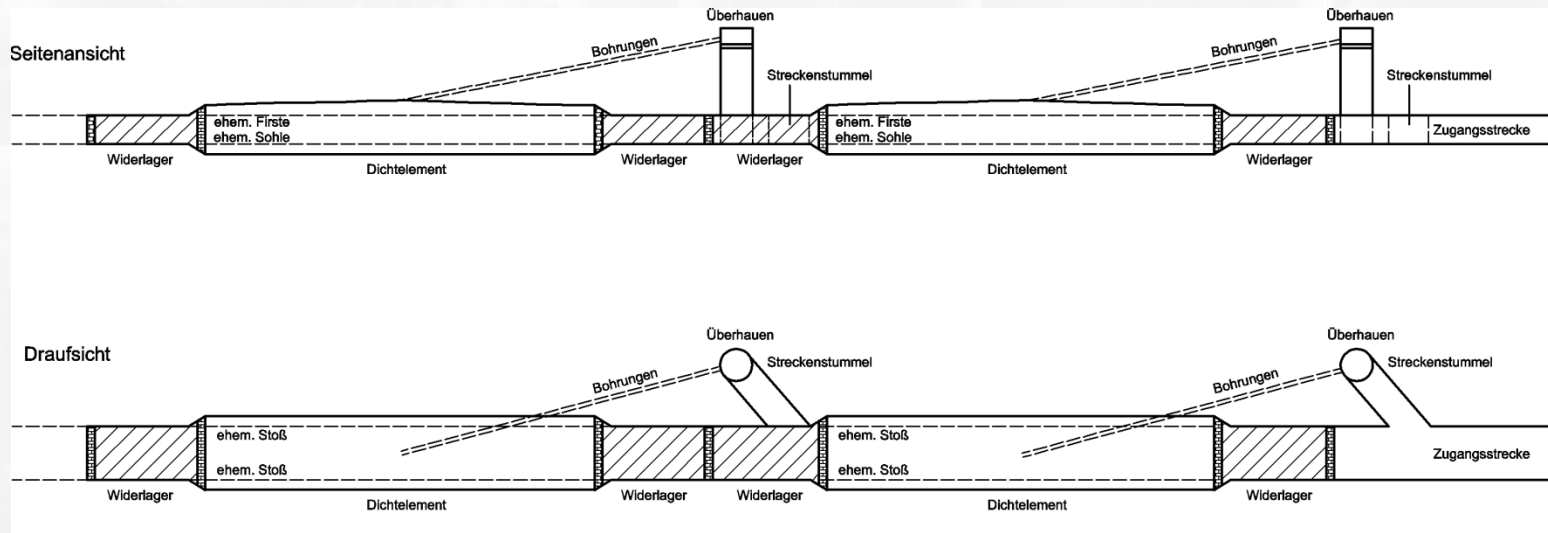 Überhauen
Überhauen
Seitenansicht
Bohrungen
Bohrungen
Streckenstummel
Streckenstummel
ehem. Firste
ehem. Firste
Zugangsstrecke
ehem. Sohle
ehem. Sohle
Widerlager
Widerlager
Widerlager
Widerlager
Dichtelement
Dichtelement
Überhauen
Überhauen
Draufsicht
Streckenstummel
Streckenstummel
Bohrungen
Bohrungen
ehem. Stoß
ehem. Stoß
Zugangsstrecke
ehem. Stoß
ehem. Stoß
Widerlager
Widerlager
Widerlager
Widerlager
Dichtelement
Dichtelement